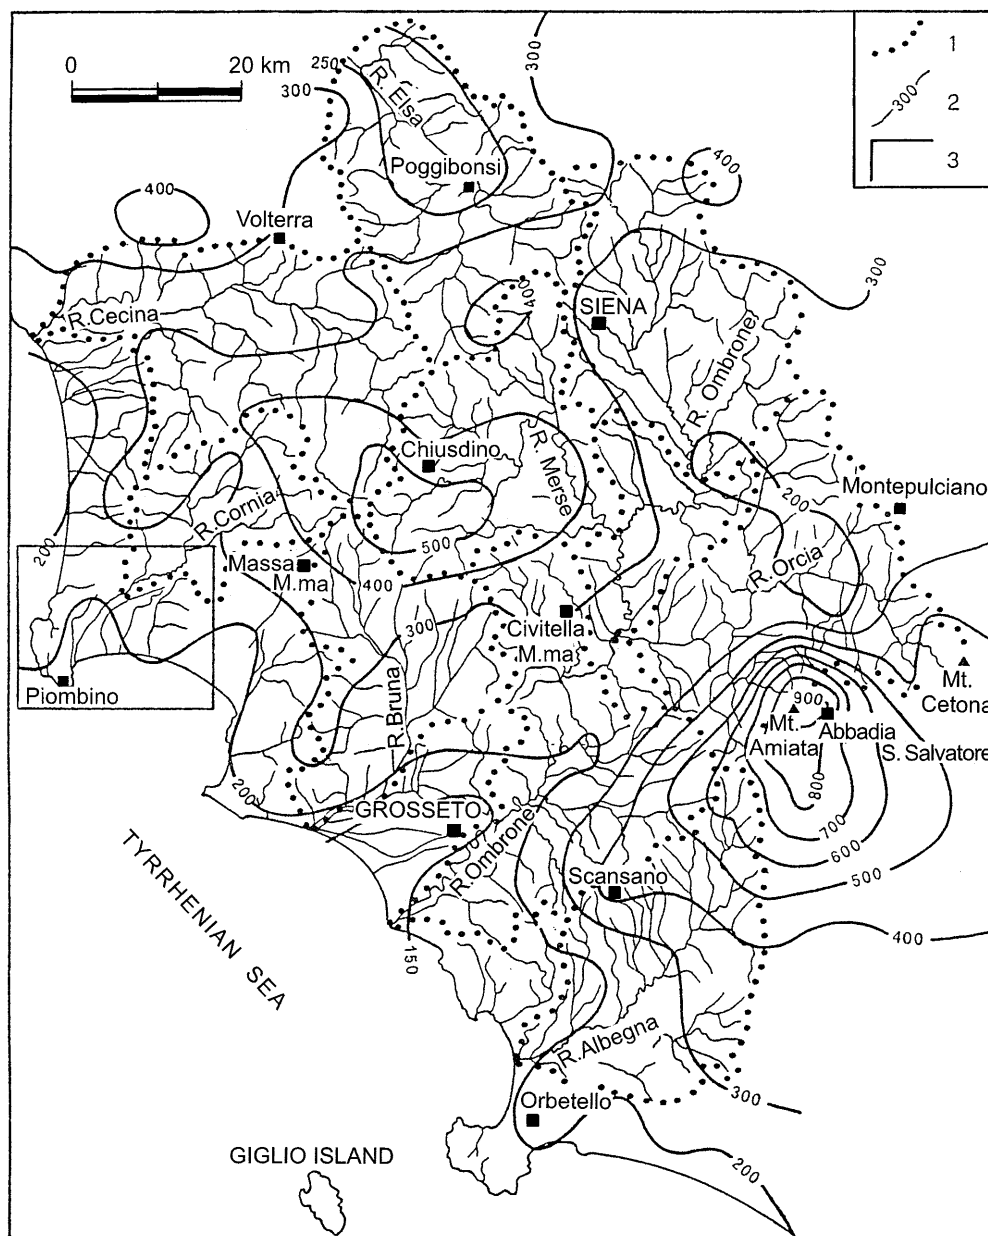 0 20 km
250
300
R. Elsa
300
1
300
2
3
Poggibonsi
400
400
Volterra
300
400
SIENA
R.Cecina
R. Ombrone
Chiusdino
R. Merse
200
Montepulciano
R.Cornia
500
200
R. Orcia
Massa
M.ma
400
300
Civitella
M.ma
Piombino
R.Bruna
Mt.
Cetona
900
Mt.
Amiata
Abbadia
S. Salvatore
800
200
GROSSETO
700
600
R.Ombrone
500
Scansano
TYRRHENIAN SEA
400
150
R.Albegna
300
Orbetello
GIGLIO ISLAND
200